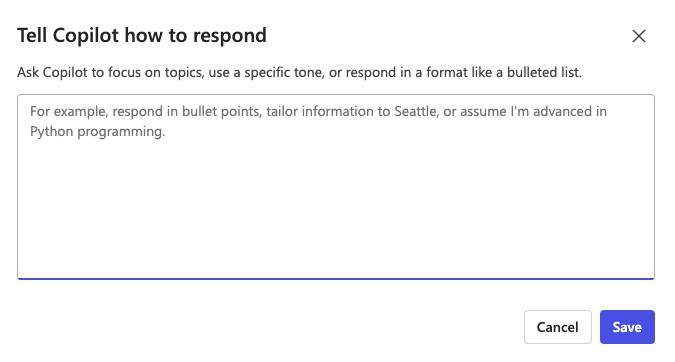 Tell Copilot how to respond
Ask Copilot to focus on topics, use a specific tone, or respond in a format like a bulleted list.
For example, respond in bullet points, tailor information to Seattle, or assume I'm advanced in
Python programming.
Cancel
Save